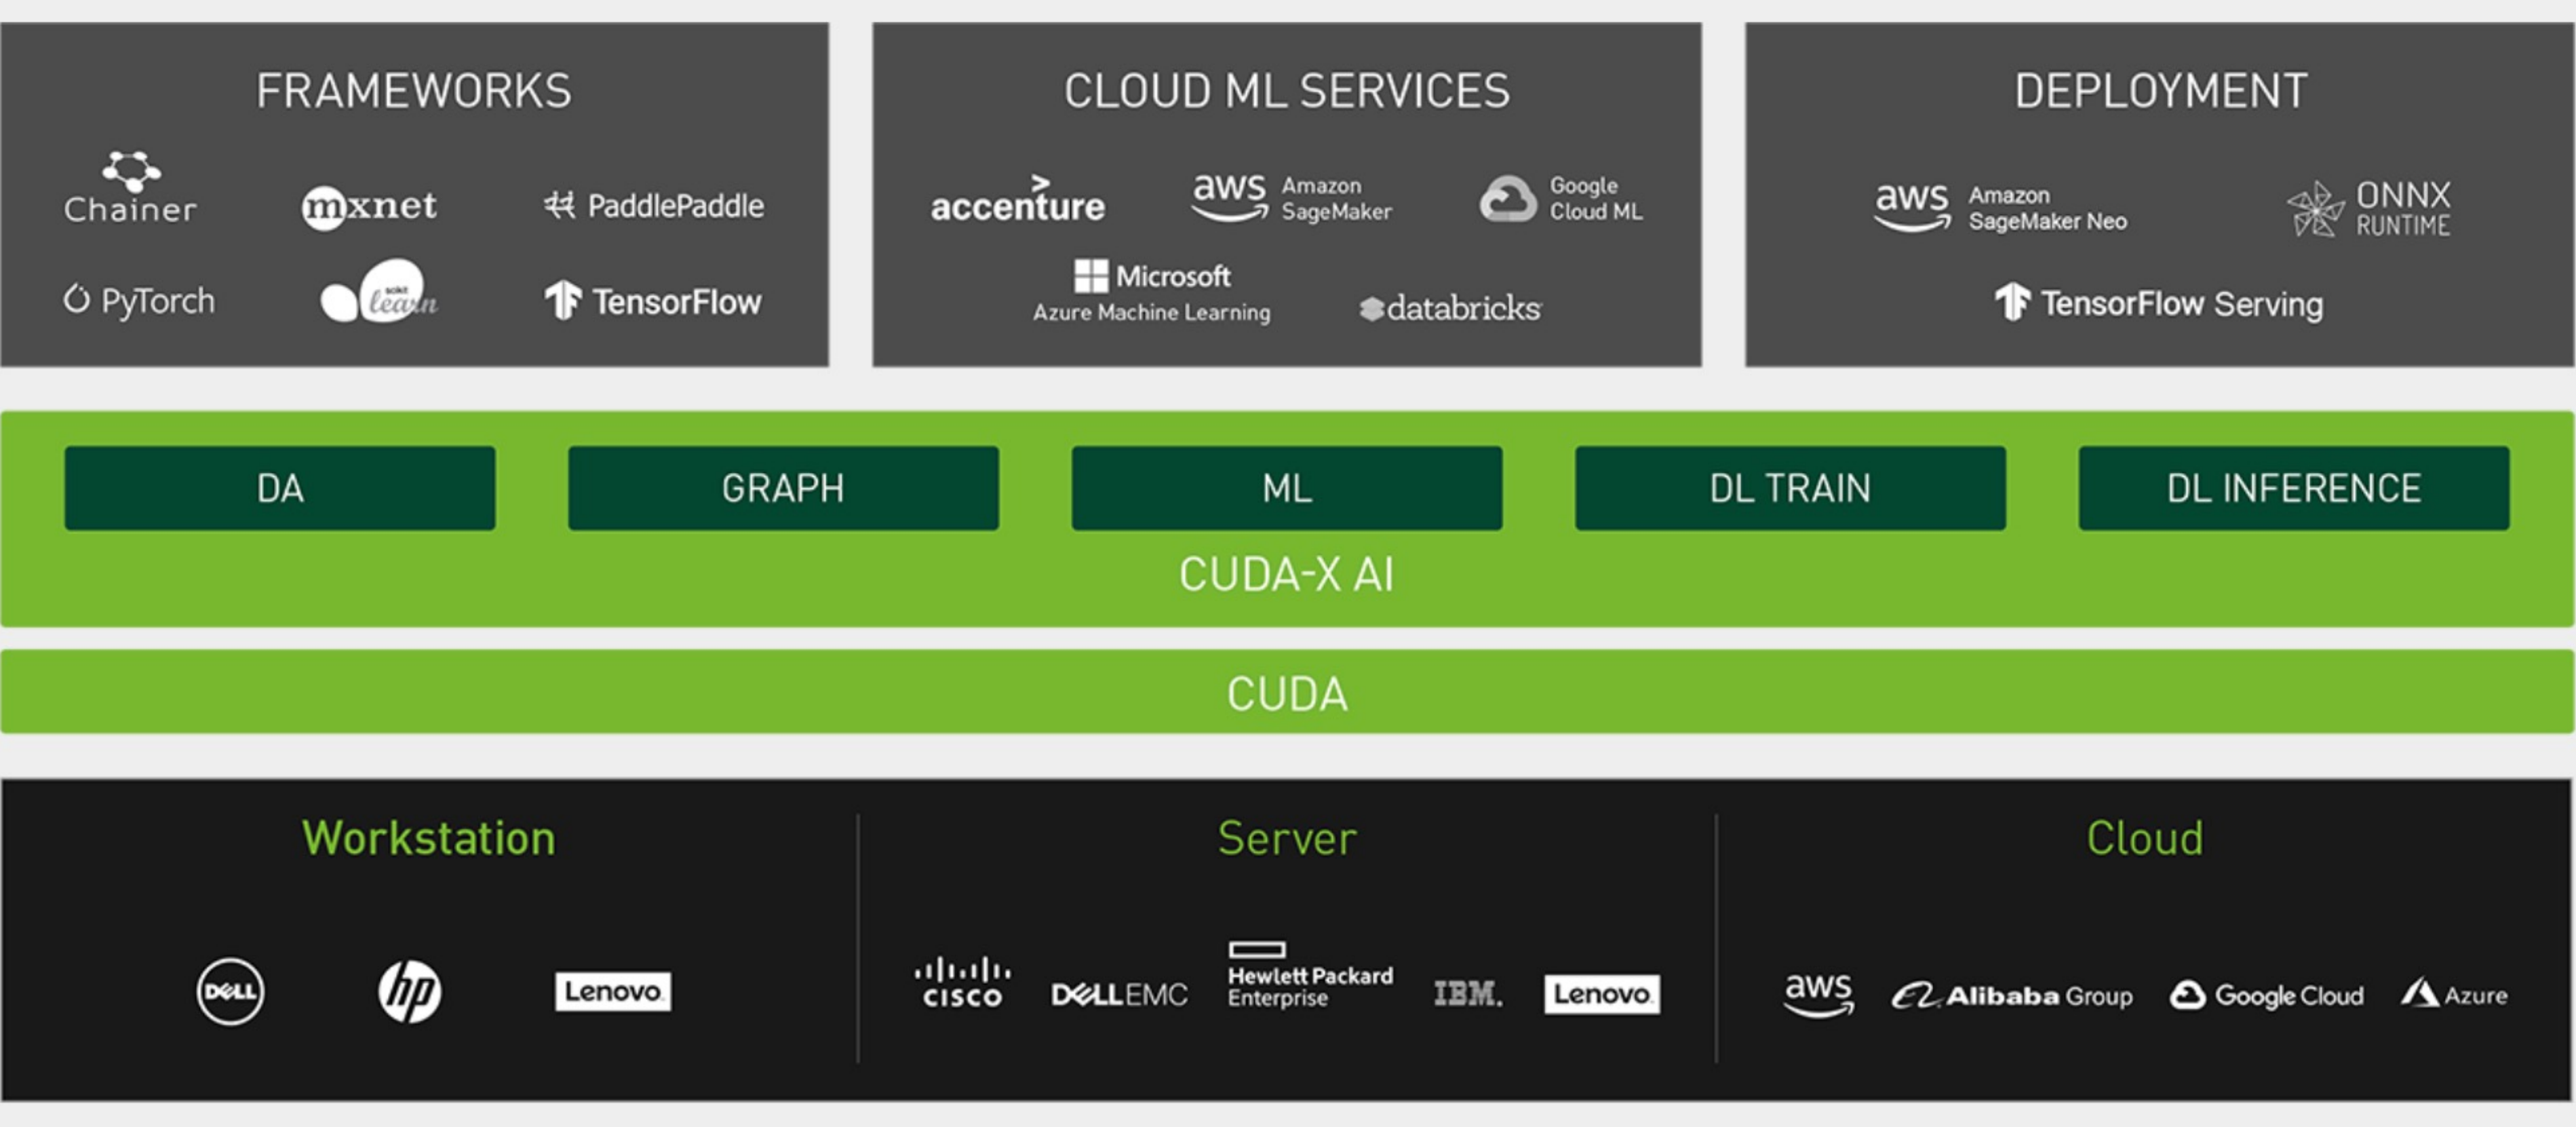 FRAMEWORKS
Chainer
mxnet
PaddlePaddle
PyTorch
scikit
learn
TensorFlow
CLOUD ML SERVICES
accenture
aws
Amazon
SageMaker
Google
Cloud ML
Microsoft
Azure Machine Learning
databricks
DEPLOYMENT
aws
Amazon
SageMaker Neo
ONNX
RUNTIME
TensorFlow Serving
DA
GRAPH
ML
DL TRAIN
DL INFERENCE
CUDA-X AI
CUDA
Workstation
DELL
hp
Lenovo
Server
CISCO
DELLEMC
Hewlett Packard
Enterprise
IBM.
Lenovo
Cloud
aws
Alibaba Group
Google Cloud
Azure